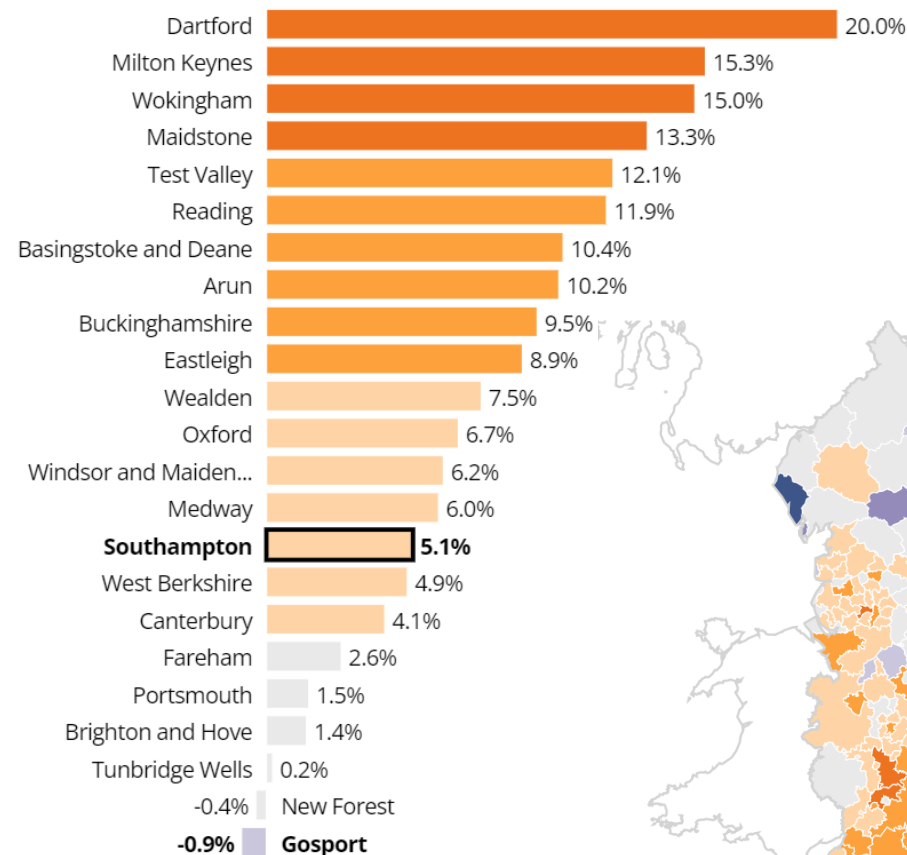 Dartford 20.0%
Milton Keynes 15.3%
Wokingham 15.0%
Maidstone 13.3%
Test Valley 12.1%
Reading 11.9%
Basingstoke and Deane 10.4%
Arun 10.2%
Buckinghamshire 9.5%
Eastleigh 8.9%
Wealden 7.5%
Oxford 6.7%
Windsor and Maiden... 6.2%
Medway 6.0%
Southampton 5.1%
West Berkshire 4.9%
Canterbury 4.1%
Fareham 2.6%
Portsmouth 1.5%
Brighton and Hove 1.4%
Tunbridge Wells 0.2%
-0.4% New Forest
-0.9% Gosport